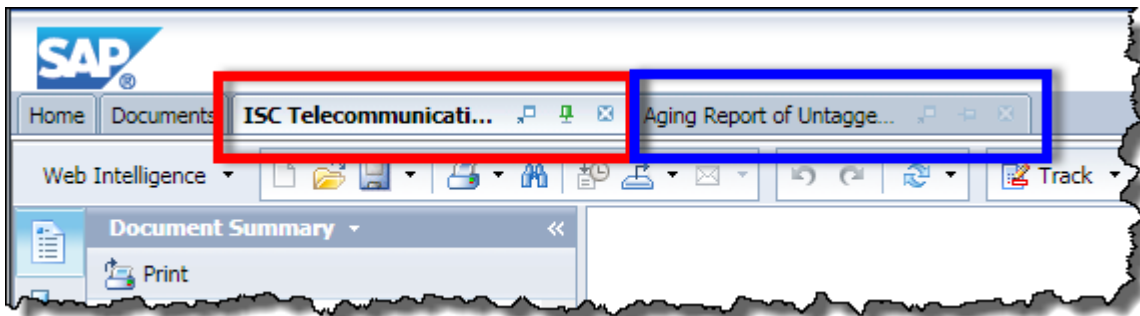 SAP®
Home Documents ISC Telecommunicati... Aging Report of Untagge...
Web Intelligence Track
Document Summary «
Print